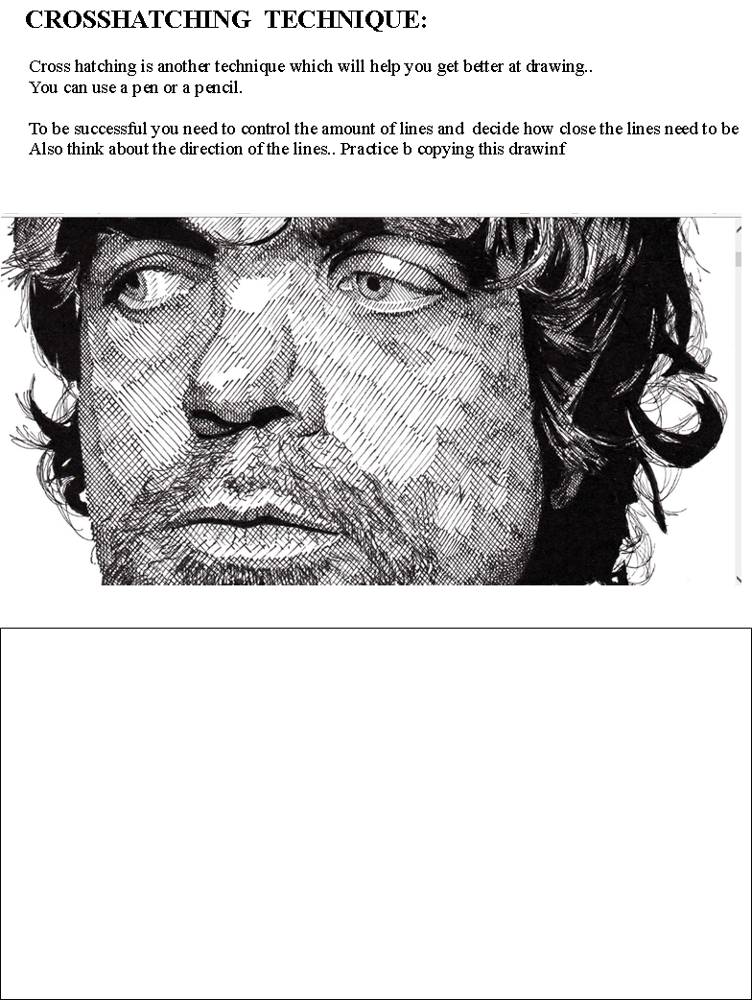 CROSSHATCHING TECHNIQUE:
Cross hatching is another technique which will help you get better at drawing..
You can use a pen or a pencil.
To be successful you need to control the amount of lines and decide how close the lines need to be
Also think about the direction of the lines.. Practice b copying this drawinf